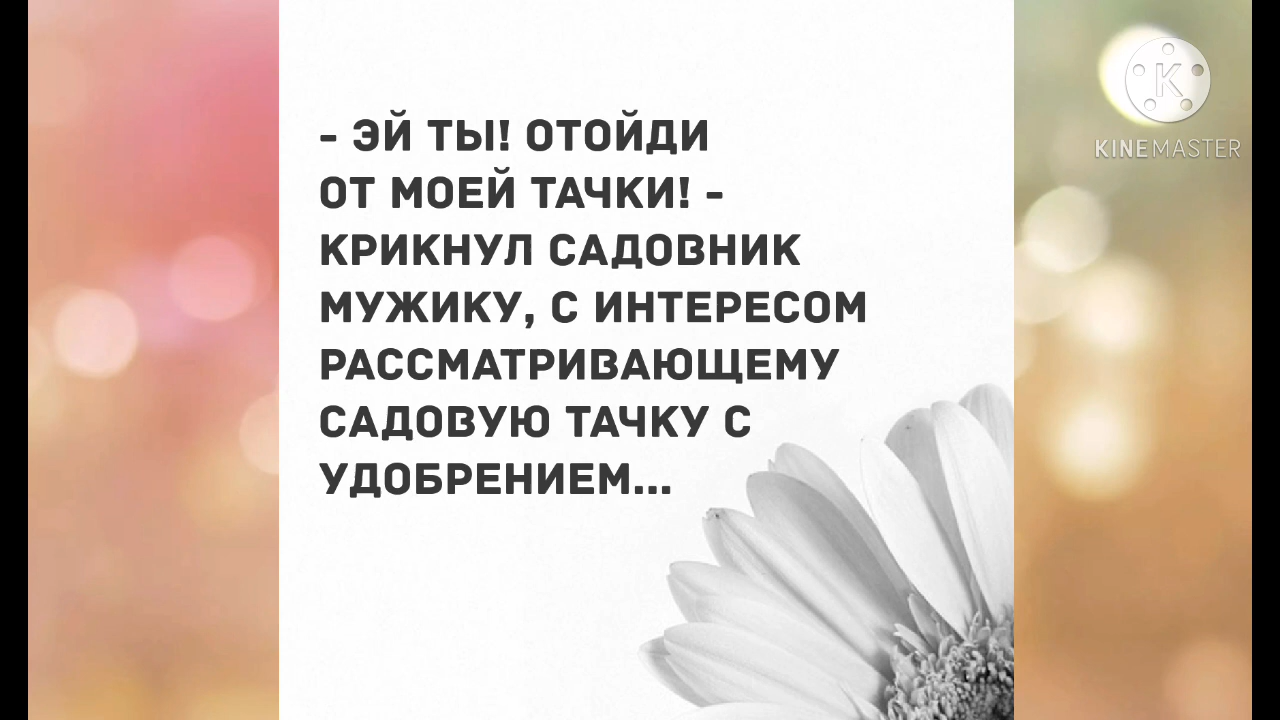 - ЭЙ ТЫ! ОТОЙДИ
ОТ МОЕЙ ТАЧКИ! -
КРИКНУЛ САДОВНИК
МУЖИКУ, С ИНТЕРЕСОМ
РАССМАТРИВАЮЩЕМУ
САДОВУЮ ТАЧКУ С
УДОБРЕНИЕМ...
K
KINEMASTER